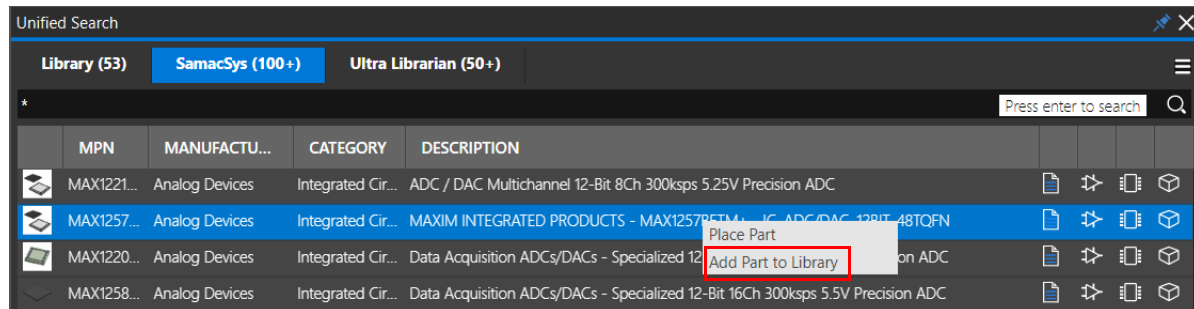 Unified Search
Library (53) SamacSys (100+) Ultra Librarian (50+)
* Press enter to search
MPN MANUFACTU... CATEGORY DESCRIPTION
MAX1221... Analog Devices Integrated Cir... ADC / DAC Multichannel 12-Bit 8Ch 300ksps 5.25V Precision ADC
MAX1257... Analog Devices Integrated Cir... MAXIM INTEGRATED PRODUCTS - MAX1257BETM+. IC, ADC/DAC, 12BIT, 48TQFN
Place Part
Add Part to Library
MAX1220... Analog Devices Integrated Cir... Data Acquisition ADCs/DACs - Specialized 12 on ADC
MAX1258... Analog Devices Integrated Cir... Data Acquisition ADCs/DACs - Specialized 12-Bit 16Ch 300ksps 5.5V Precision ADC